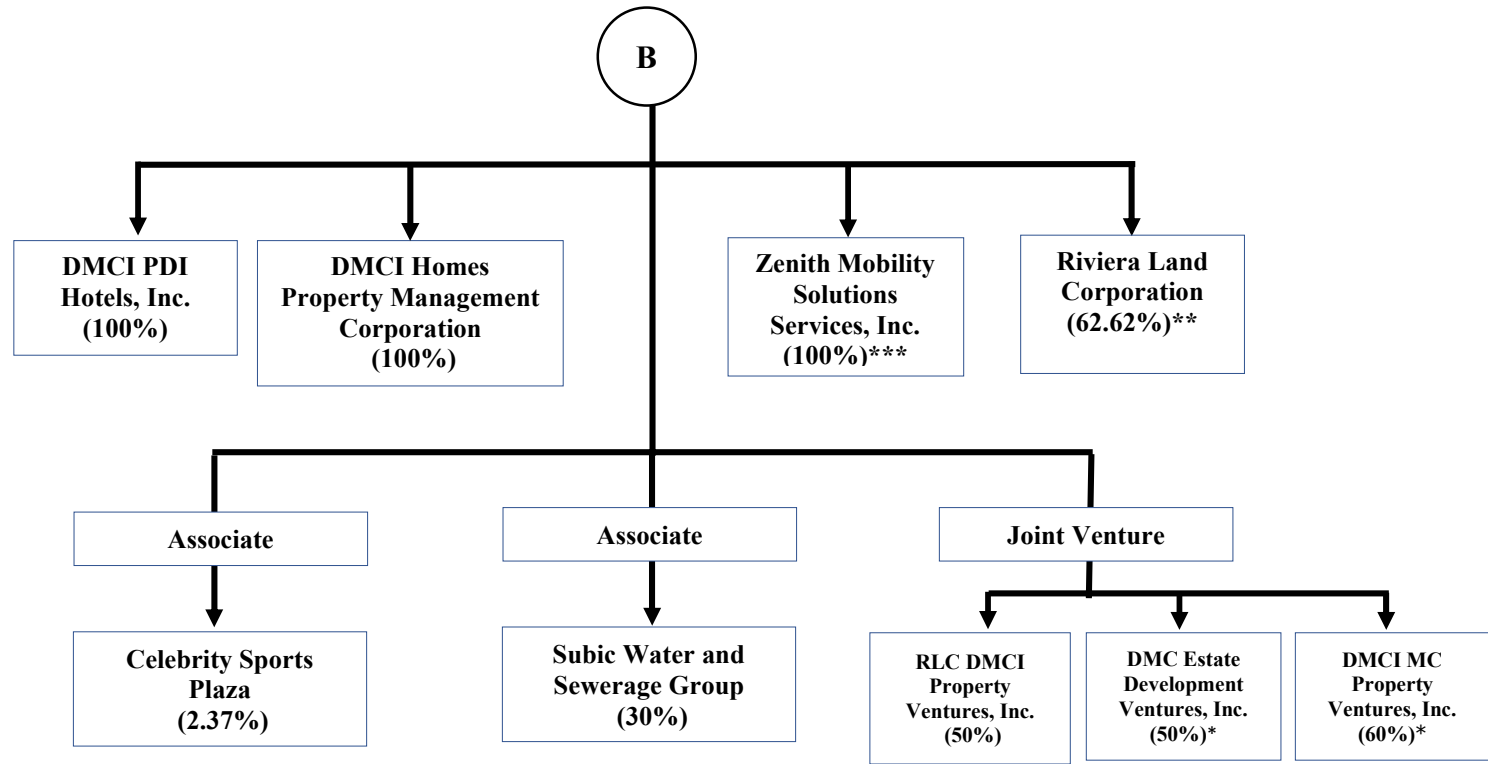 B
DMCI PDI
Hotels, Inc.
(100%)
DMCI Homes
Property Management
Corporation
(100%)
Zenith Mobility
Solutions
Services, Inc.
(100%)***
Riviera Land
Corporation
(62.62%)**
Associate
Associate
Joint Venture
Celebrity Sports
Plaza
(2.37%)
Subic Water and
Sewerage Group
(30%)
RLC DMCI
Property
Ventures, Inc.
(50%)
DMC Estate
Development
Ventures, Inc.
(50%)*
DMCI MC
Property
Ventures, Inc.
(60%)*